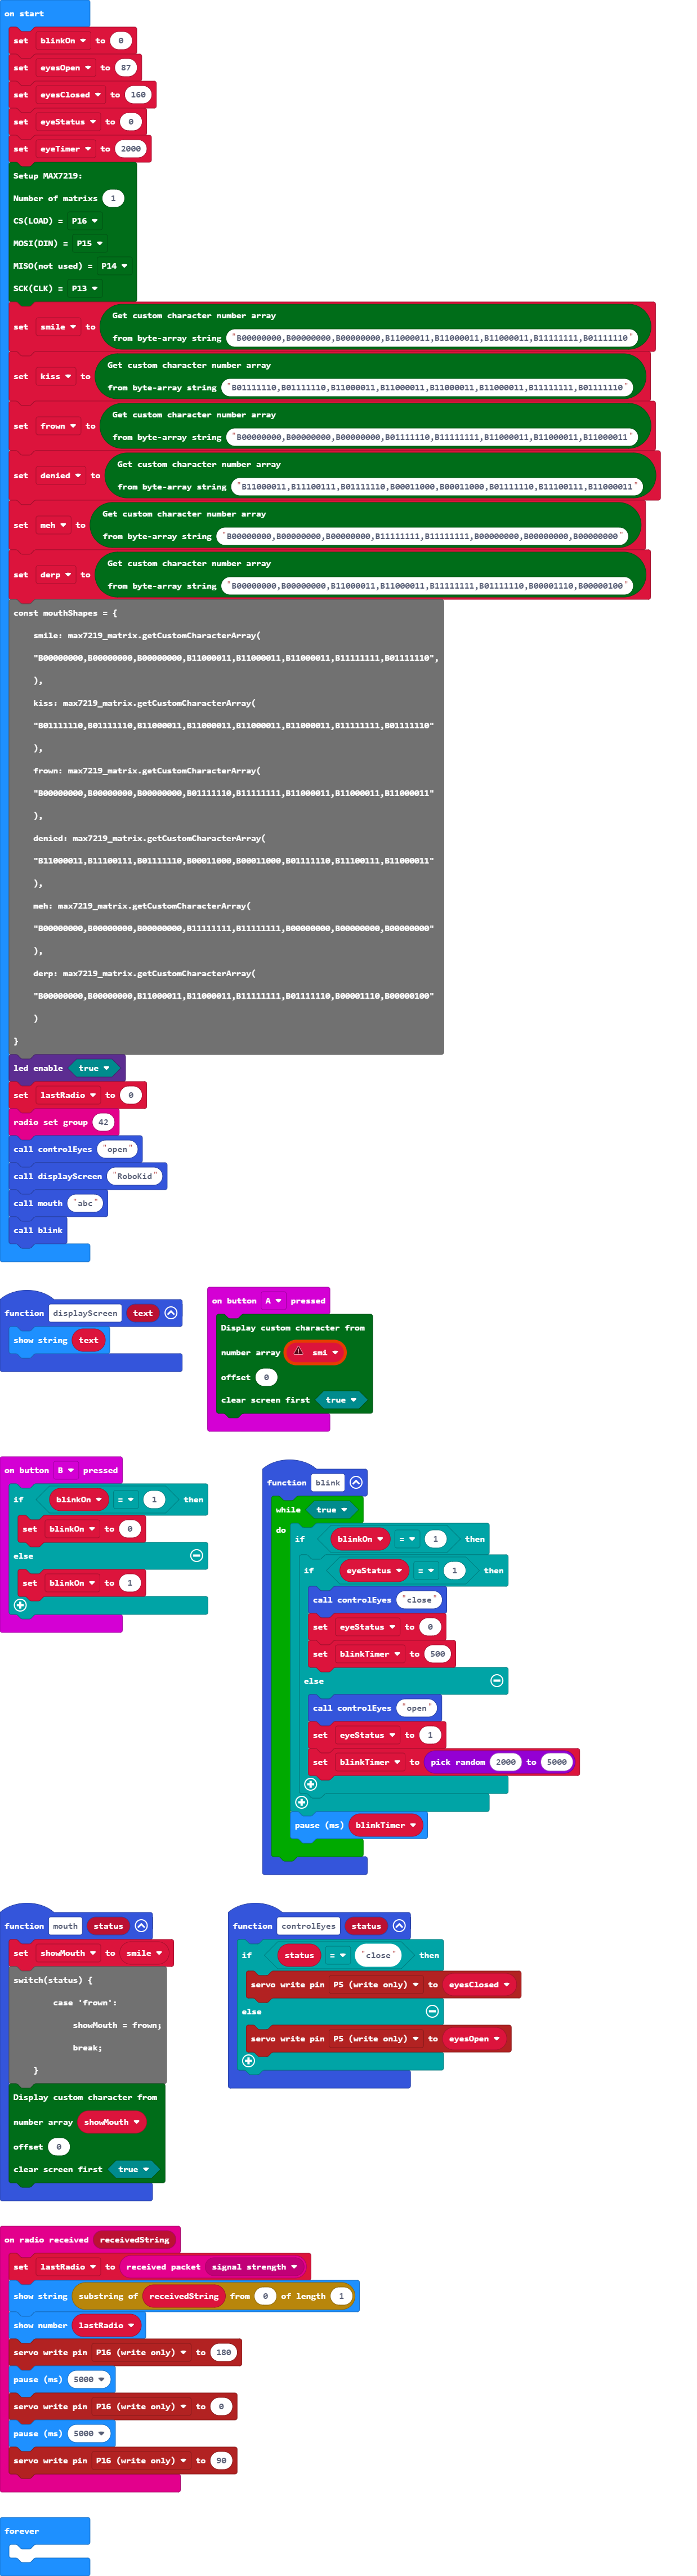 on start
set blinkOn to 0
set eyesOpen to 87
set eyesClosed to 160
set eyeStatus to 0
set eyeTimer to 2000
Setup MAX7219:
Number of matrixs 1
CS(LOAD) = P16
MOSI(DIN) = P15
MISO(not used) = P14
SCK(CLK) = P13
Get custom character number array
set smile to from byte-array string "B00000000,B00000000,B00000000,B11000011,B11000011,B11000011,B11111111,B01111110"
Get custom character number array
set kiss to from byte-array string "B01111110,B01111110,B11000011,B11000011,B11000011,B11000011,B11111111,B01111110"
Get custom character number array
set frown to from byte-array string "B00000000,B00000000,B00000000,B01111110,B11111111,B11000011,B11000011,B11000011"
Get custom character number array
set denied to from byte-array string "B11000011,B11100111,B01111110,B00011000,B00011000,B01111110,B11100111,B11000011"
Get custom character number array
set meh to from byte-array string "B00000000,B00000000,B00000000,B11111111,B11111111,B00000000,B00000000,B00000000"
Get custom character number array
set derp to from byte-array string "B00000000,B00000000,B11000011,B11000011,B11111111,B01111110,B00001110,B00000100"
const mouthShapes = {
smile: max7219_matrix.getCustomCharacterArray(
"B00000000,B00000000,B00000000,B11000011,B11000011,B11000011,B11111111,B01111110",
),
kiss: max7219_matrix.getCustomCharacterArray(
"B01111110,B01111110,B11000011,B11000011,B11000011,B11000011,B11111111,B01111110"
),
frown: max7219_matrix.getCustomCharacterArray(
"B00000000,B00000000,B00000000,B01111110,B11111111,B11000011,B11000011,B11000011"
),
denied: max7219_matrix.getCustomCharacterArray(
"B11000011,B11100111,B01111110,B00011000,B00011000,B01111110,B11100111,B11000011"
),
meh: max7219_matrix.getCustomCharacterArray(
"B00000000,B00000000,B00000000,B11111111,B11111111,B00000000,B00000000,B00000000"
),
derp: max7219_matrix.getCustomCharacterArray(
"B00000000,B00000000,B11000011,B11000011,B11111111,B01111110,B00001110,B00000100"
)
}
led enable true
set lastRadio to 0
radio set group 42
call controlEyes "open"
call displayScreen "RoboKid"
call mouth "abc"
call blink
function displayScreen text
show string text
on button A pressed
Display custom character from
number array smi
offset 0
clear screen first true
on button B pressed
if blinkOn = 1 then
set blinkOn to 0
else
set blinkOn to 1
function blink
while true
do if blinkOn = 1 then
if eyeStatus = 1 then
call controlEyes "close"
set eyeStatus to 0
set blinkTimer to 500
else
call controlEyes "open"
set eyeStatus to 1
set blinkTimer to pick random 2000 to 5000
pause (ms) blinkTimer
function mouth status
set showMouth to smile
switch(status) {
case 'frown':
showMouth = frown;
break;
}
Display custom character from
number array showMouth
offset 0
clear screen first true
function controlEyes status
if status = "close" then
servo write pin P5 (write only) to eyesClosed
else
servo write pin P5 (write only) to eyesOpen
on radio received receivedString
set lastRadio to received packet signal strength
show string substring of receivedString from 0 of length 1
show number lastRadio
servo write pin P16 (write only) to 180
pause (ms) 5000
servo write pin P16 (write only) to 0
pause (ms) 5000
servo write pin P16 (write only) to 90
forever